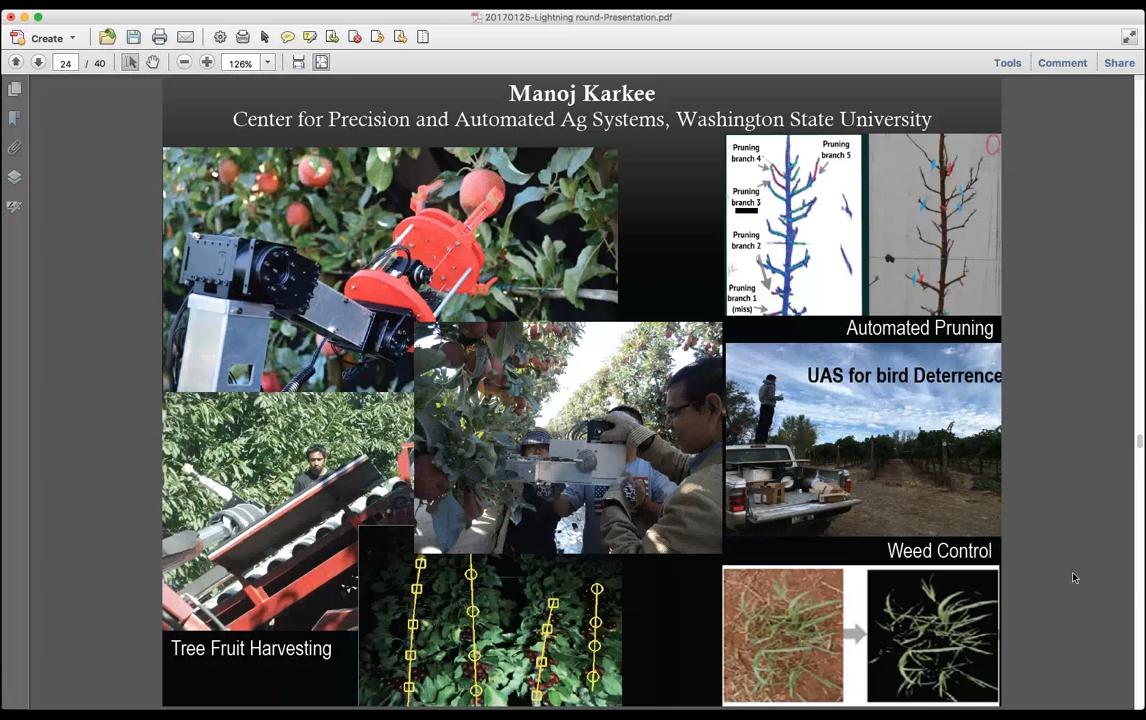 20170125-Lightning round-Presentation.pdf
Create
24 / 40
126%
Tools
Comment
Share
Manoj Karkee
Center for Precision and Automated Ag Systems, Washington State University
Pruning
branch 4
Pruning
branch 5
Pruning
branch 3
Pruning
branch 2
Pruning
branch 1
(miss)
Automated Pruning
UAS for bird Deterrence
Weed Control
Tree Fruit Harvesting